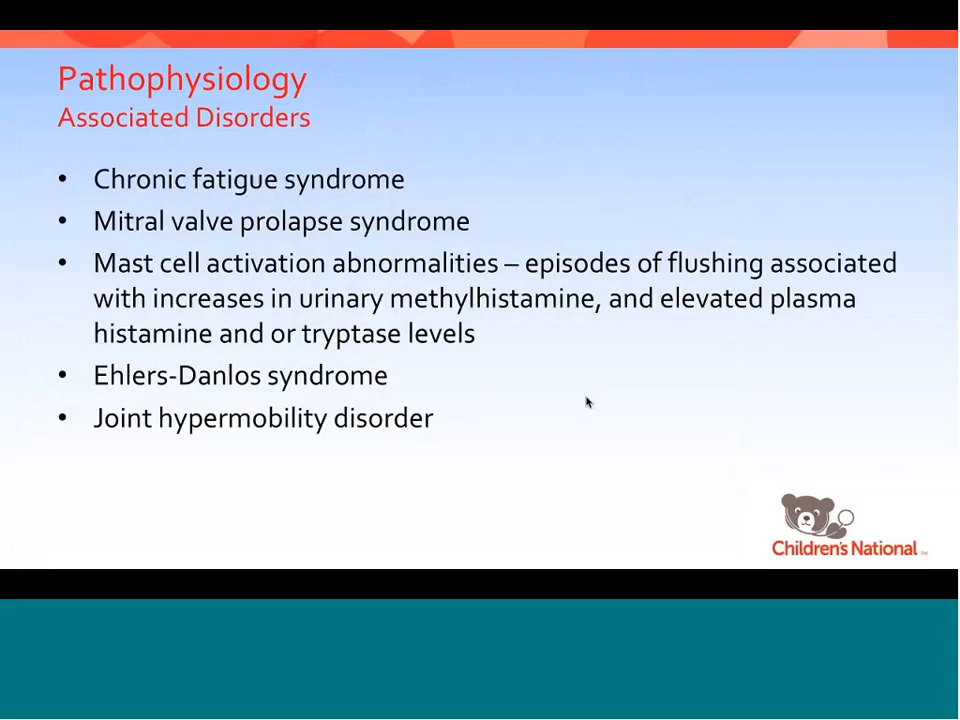 Pathophysiology
Associated Disorders
• Chronic fatigue syndrome
• Mitral valve prolapse syndrome
• Mast cell activation abnormalities – episodes of flushing associated
with increases in urinary methylhistamine, and elevated plasma
histamine and or tryptase levels
• Ehlers-Danlos syndrome
• Joint hypermobility disorder
Children's National ™